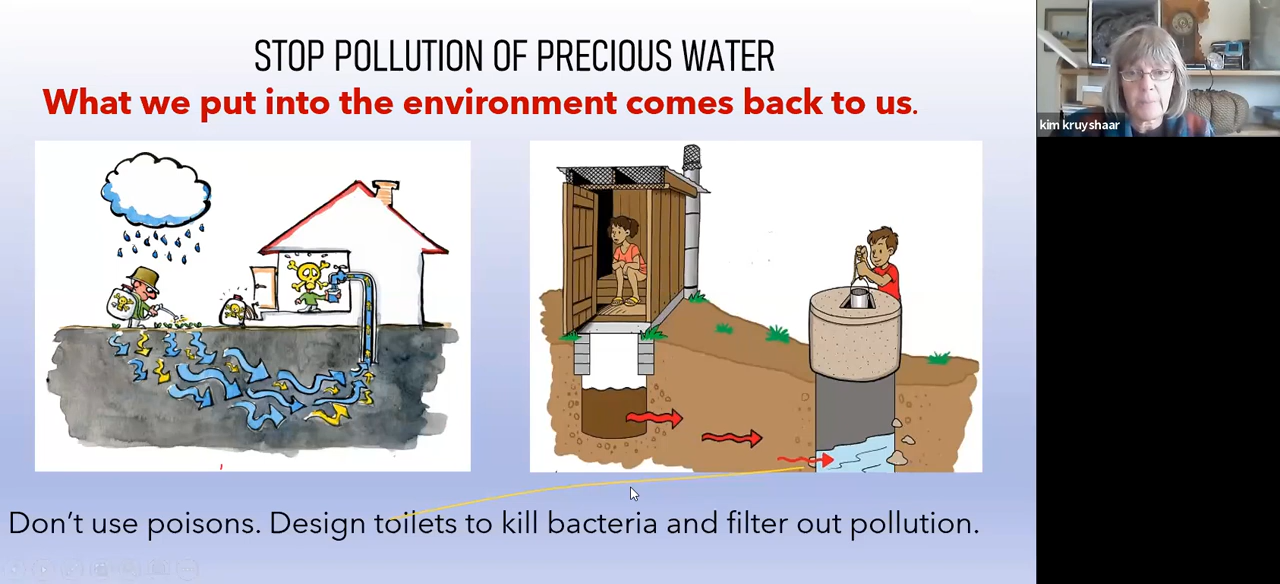 STOP POLLUTION OF PRECIOUS WATER
What we put into the environment comes back to us.
kim kruyshaar
Don't use poisons. Design toilets to kill bacteria and filter out pollution.